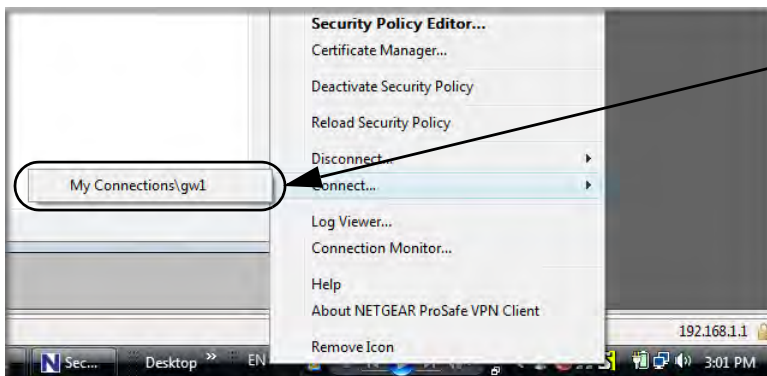 Security Policy Editor...
Certificate Manager...
Deactivate Security Policy
Reload Security Policy
Disconnect...
My Connections\gw1
Connect...
Log Viewer...
Connection Monitor...
Help
About NETGEAR ProSafe VPN Client
192.168.1.1
Remove Icon
N Sec... Desktop » EN 3:01 PM